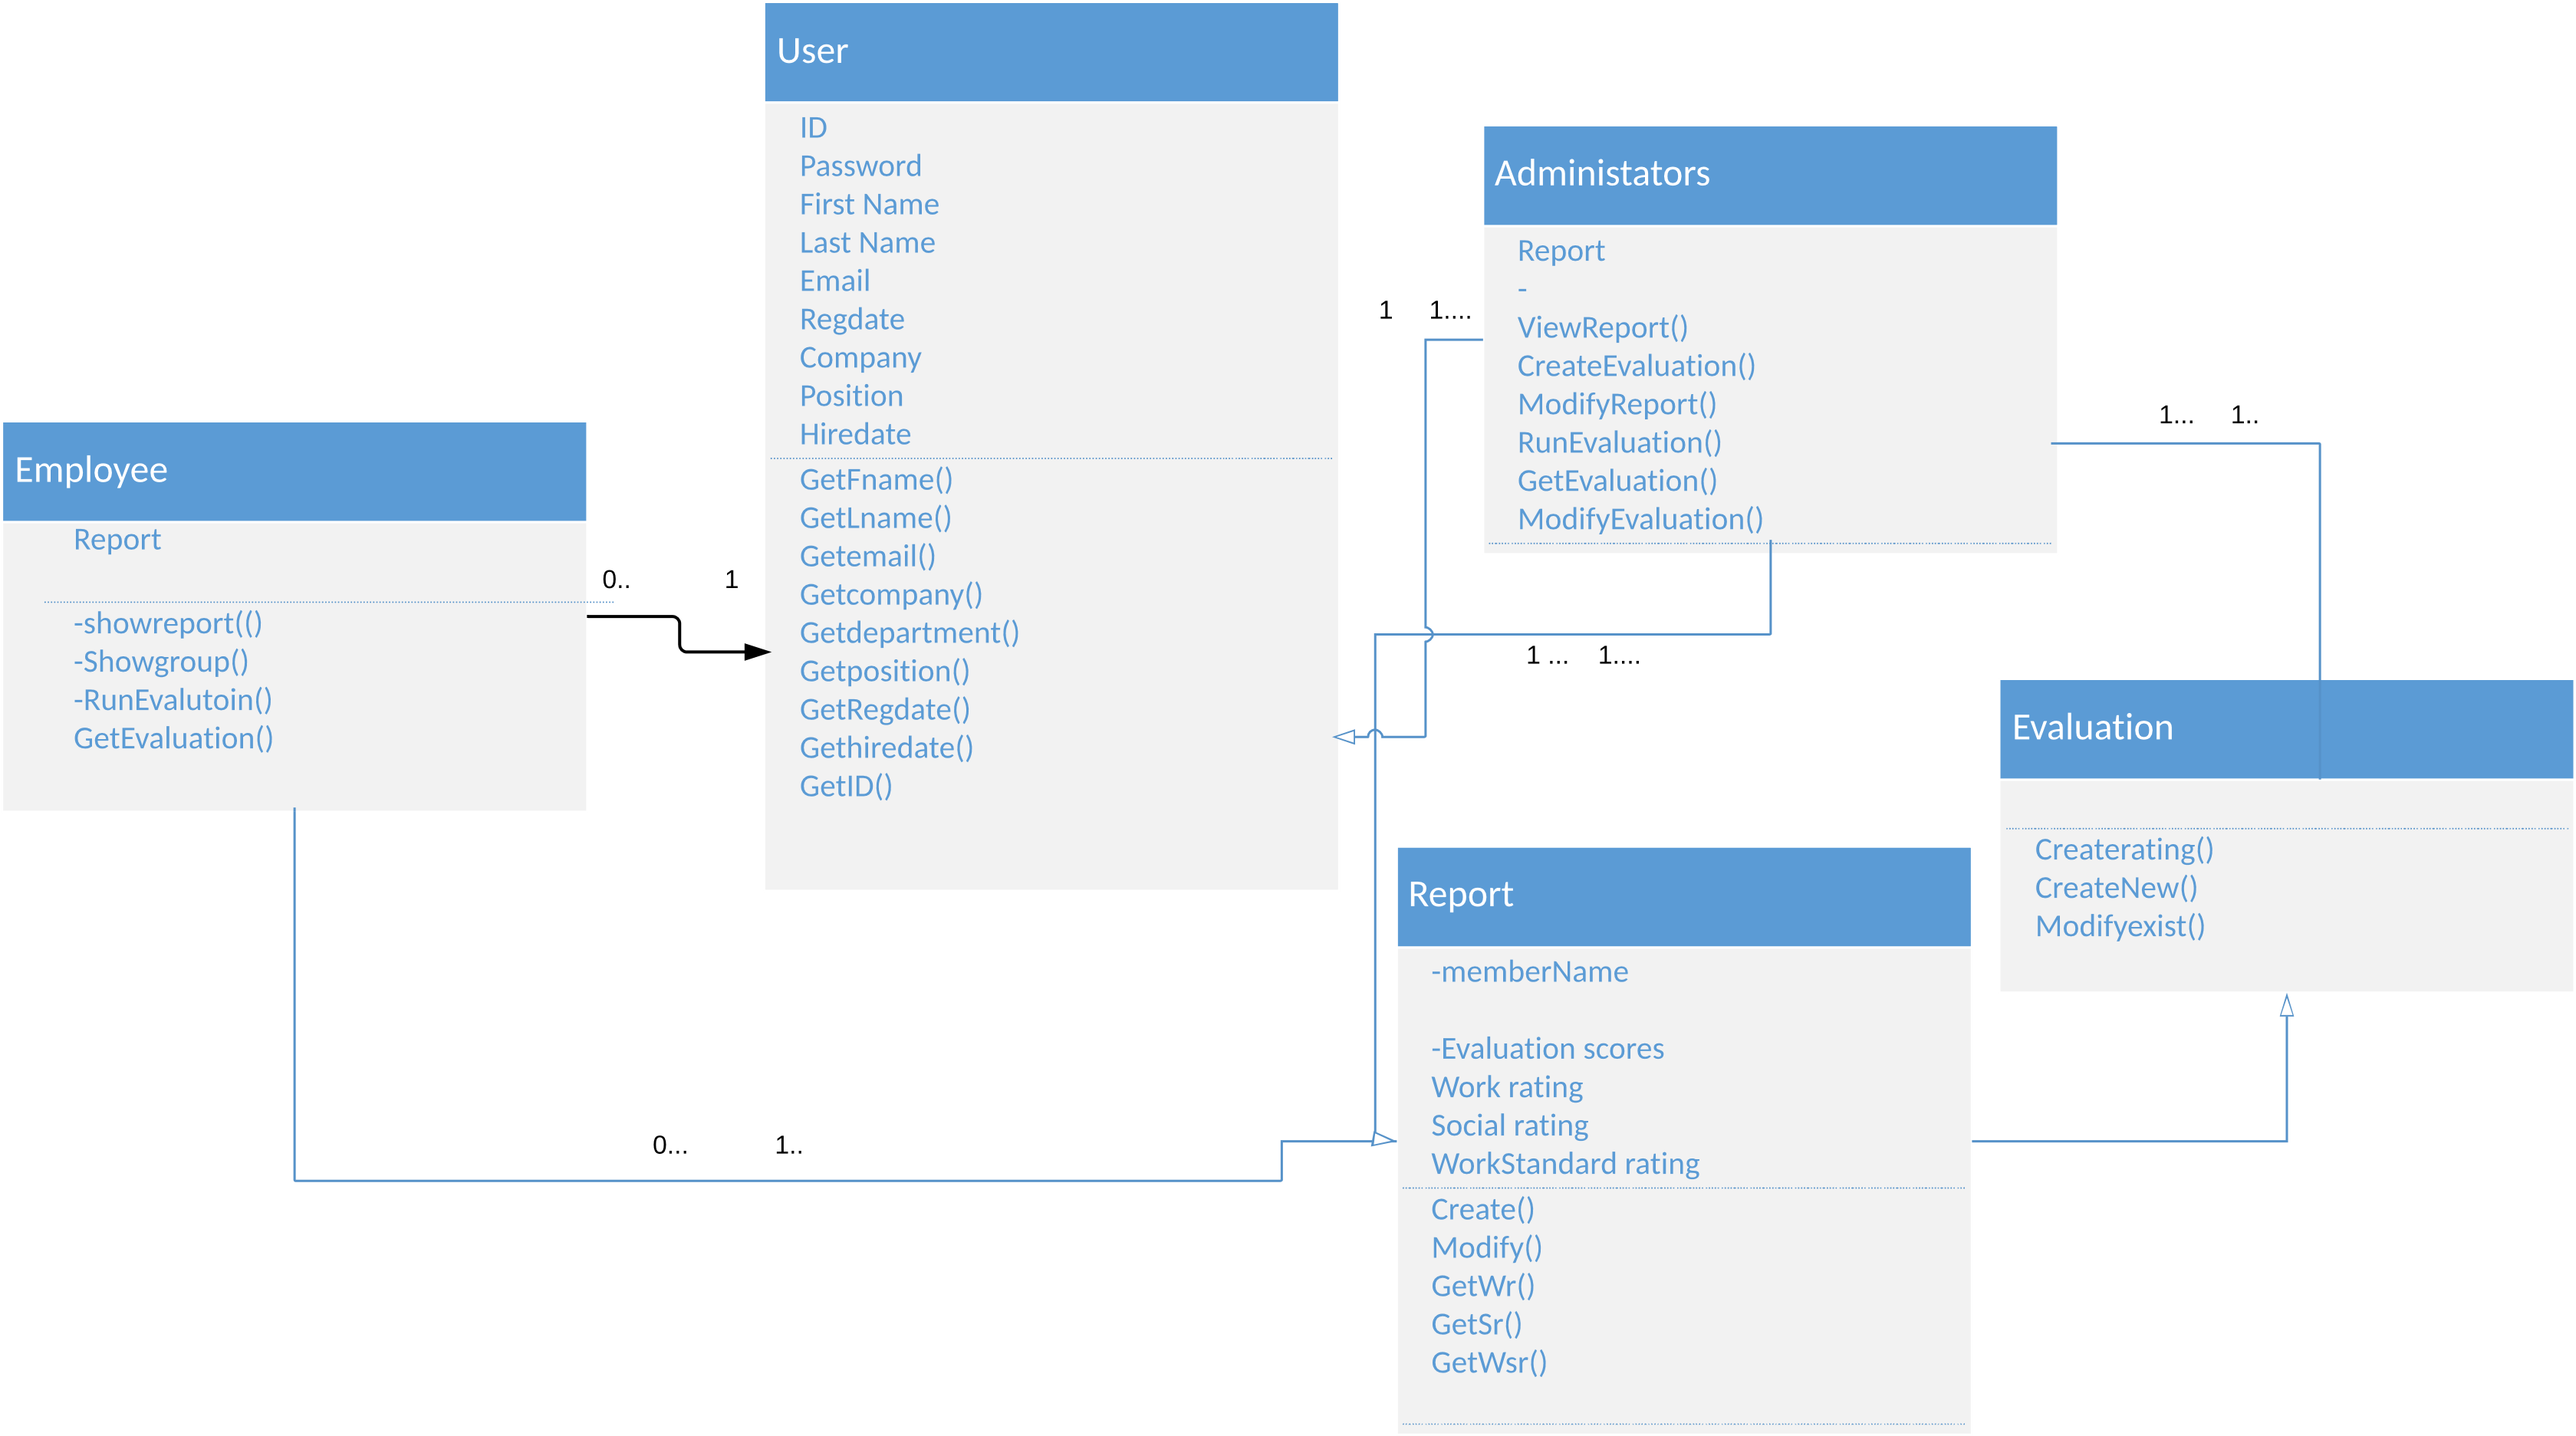 User
ID
Password
First Name
Last Name
Email
Regdate
Company
Position
Hiredate
GetFname()
GetLname()
Getemail()
Getcompany()
Getdepartment()
Getposition()
GetRegdate()
Gethiredate()
GetID()
Administators
Report
-
ViewReport()
CreateEvaluation()
ModifyReport()
RunEvaluation()
GetEvaluation()
ModifyEvaluation()
1 1....
1... 1..
Employee
Report
-showreport(()
-Showgroup()
-RunEvalutoin()
GetEvaluation()
0.. 1
1 ... 1....
Evaluation
Createrating()
CreateNew()
Modifyexist()
Report
-memberName
-Evaluation scores
Work rating
Social rating
WorkStandard rating
Create()
Modify()
GetWr()
GetSr()
GetWsr()
0... 1..